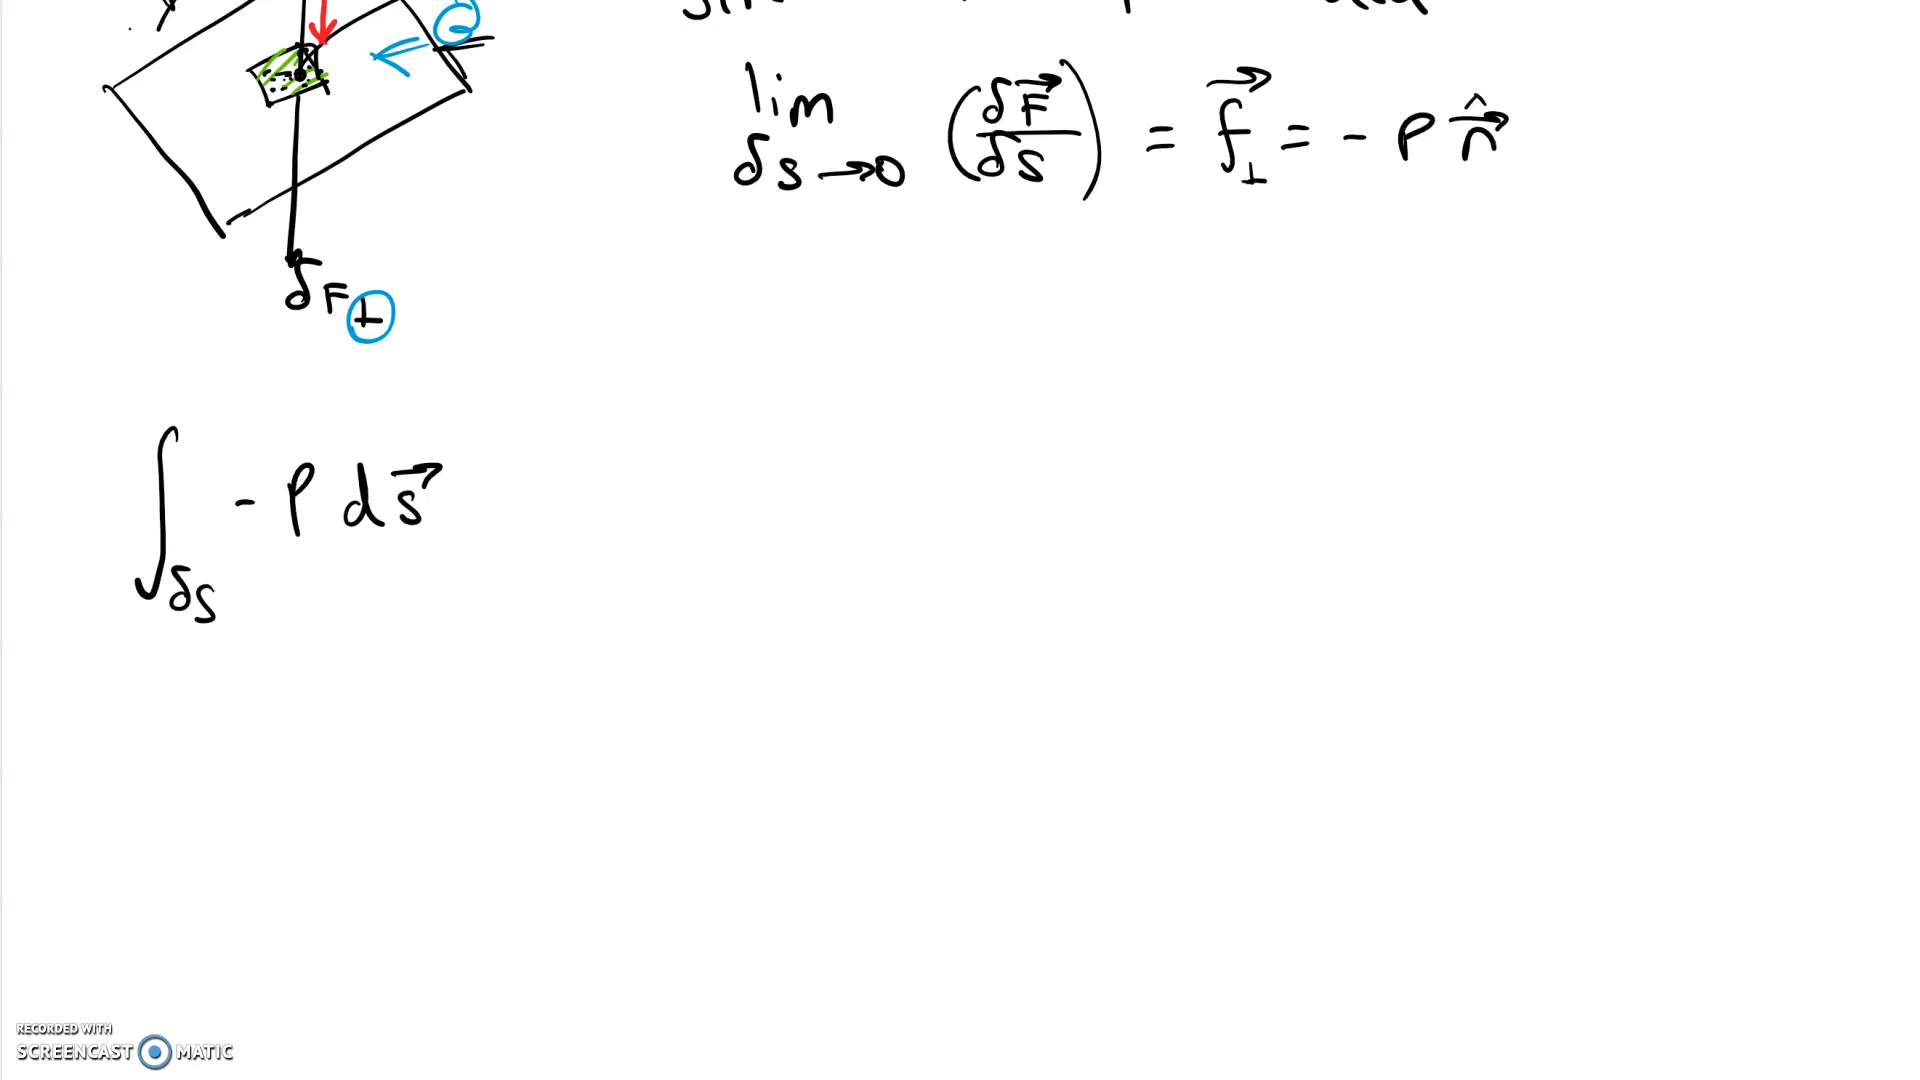 lim
δs→0 (δF⃗/δS) = f⃗⊥ = - P n̂⃗
δF⊥
∫δS - P ds⃗
RECORDED WITH
SCREENCAST MATIC